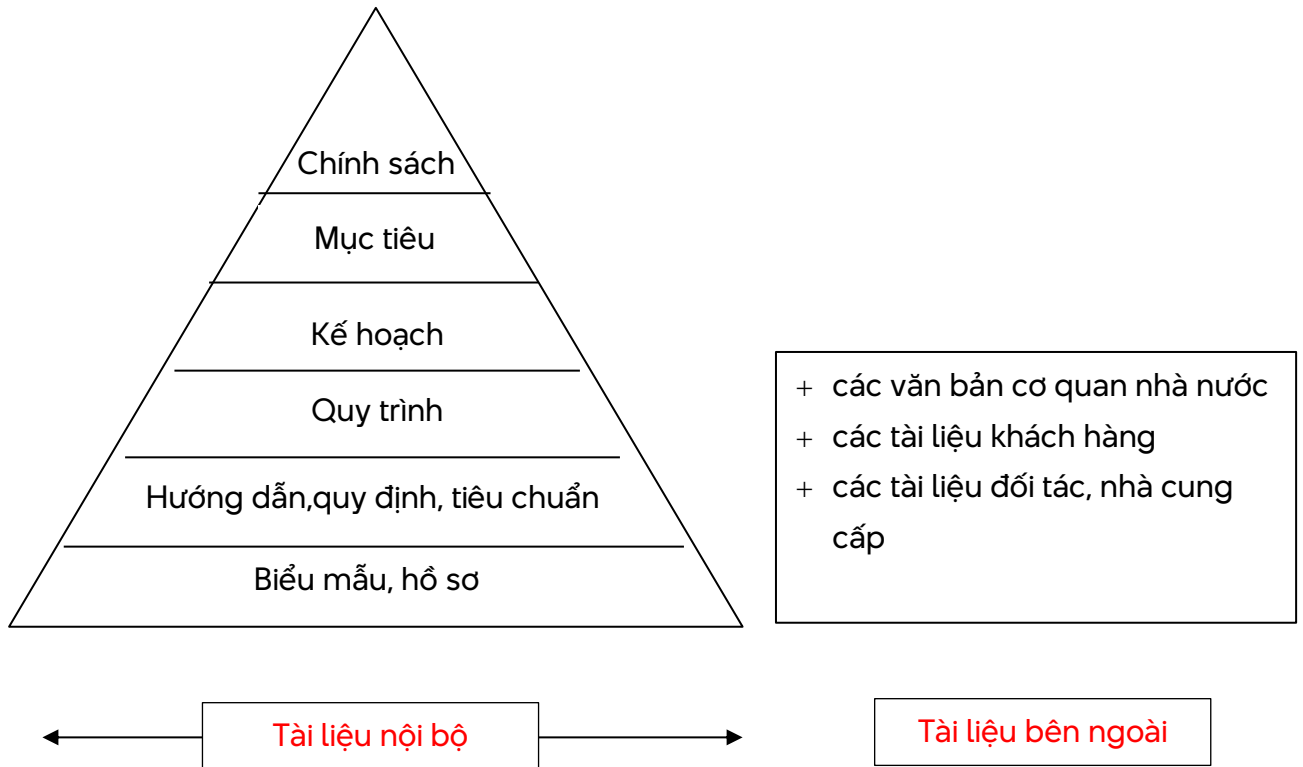 Chính sách
Mục tiêu
Kế hoạch
Quy trình
Hướng dẫn,quy định, tiêu chuẩn
Biểu mẫu, hồ sơ
+ các văn bản cơ quan nhà nước
+ các tài liệu khách hàng
+ các tài liệu đối tác, nhà cung
cấp
Tài liệu nội bộ
Tài liệu bên ngoài